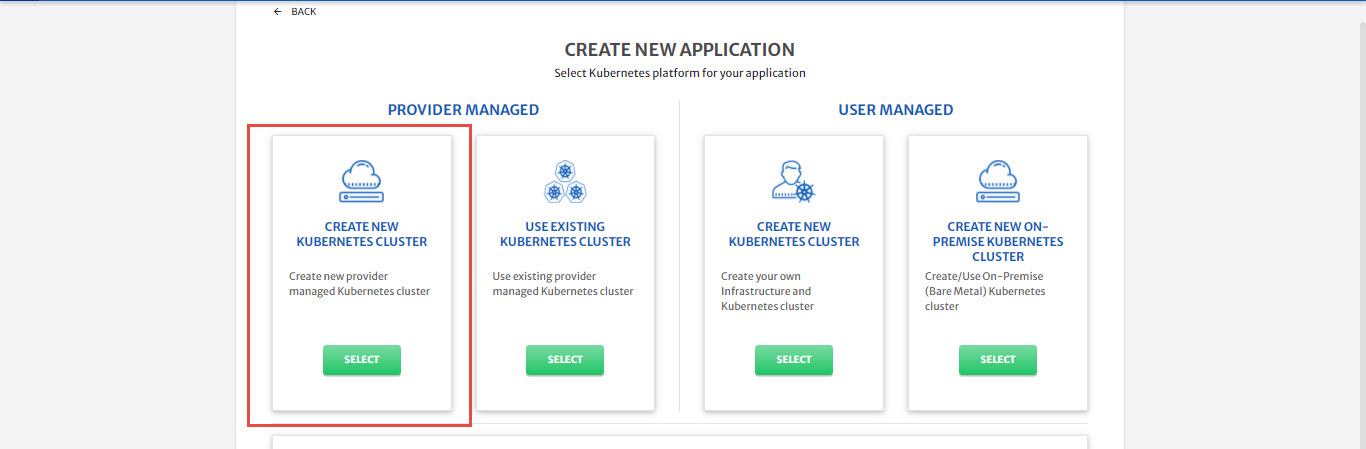 BACK
CREATE NEW APPLICATION
Select Kubernetes platform for your application
PROVIDER MANAGED
CREATE NEW
KUBERNETES CLUSTER
Create new provider
managed Kubernetes cluster
SELECT
USE EXISTING
KUBERNETES CLUSTER
Use existing provider
managed Kubernetes cluster
SELECT
USER MANAGED
CREATE NEW
KUBERNETES CLUSTER
Create your own
Infrastructure and
Kubernetes cluster
SELECT
CREATE NEW ON-
PREMISE KUBERNETES
CLUSTER
Create/Use On-Premise
(Bare Metal) Kubernetes
cluster
SELECT